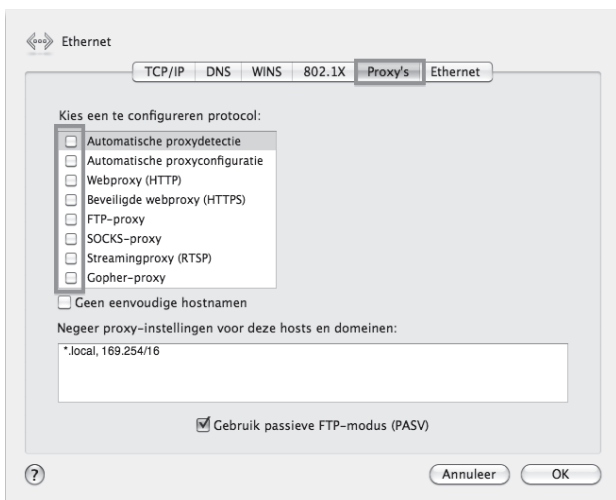 Ethernet
TCP/IP DNS WINS 802.1X Proxy's Ethernet
Kies een te configureren protocol:
Automatische proxydetectie
Automatische proxyconfiguratie
Webproxy (HTTP)
Beveiligde webproxy (HTTPS)
FTP-proxy
SOCKS-proxy
Streamingproxy (RTSP)
Gopher-proxy
Geen eenvoudige hostnamen
Negeer proxy-instellingen voor deze hosts en domeinen:
*.local, 169.254/16
Gebruik passieve FTP-modus (PASV)
? Annuleer OK